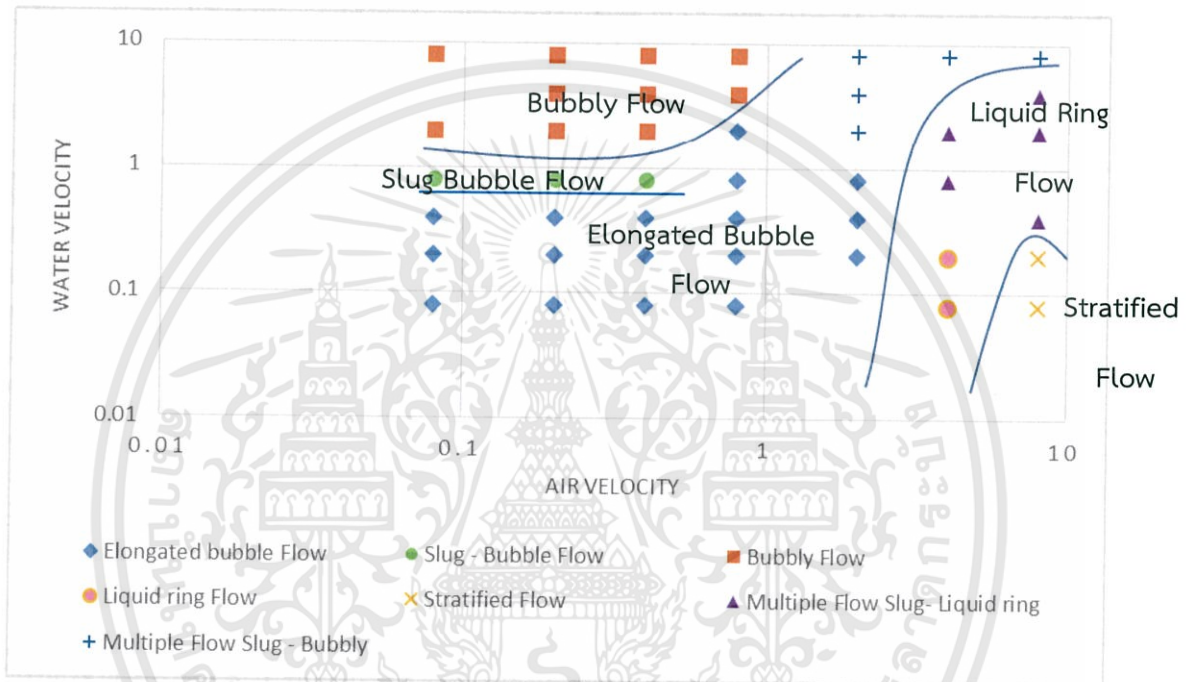 10
Bubbly Flow
Liquid Ring
1
Slug Bubble Flow
Flow
Elongated Bubble
WATER VELOCITY
Flow
0.1
Stratified
Flow
0.01
0.01
0.1
1
10
AIR VELOCITY
Elongated bubble Flow
Slug - Bubble Flow
Bubbly Flow
Liquid ring Flow
Stratified Flow
Multiple Flow Slug- Liquid ring
Multiple Flow Slug - Bubbly